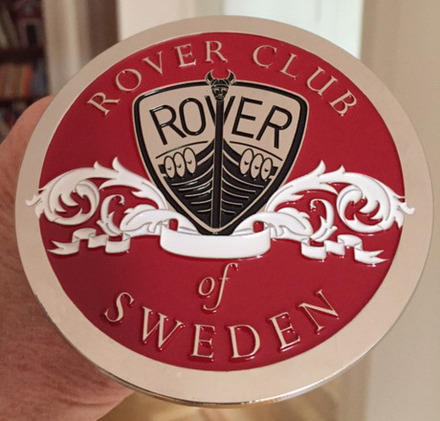 ROVER CLUB
ROVER
of
SWEDEN